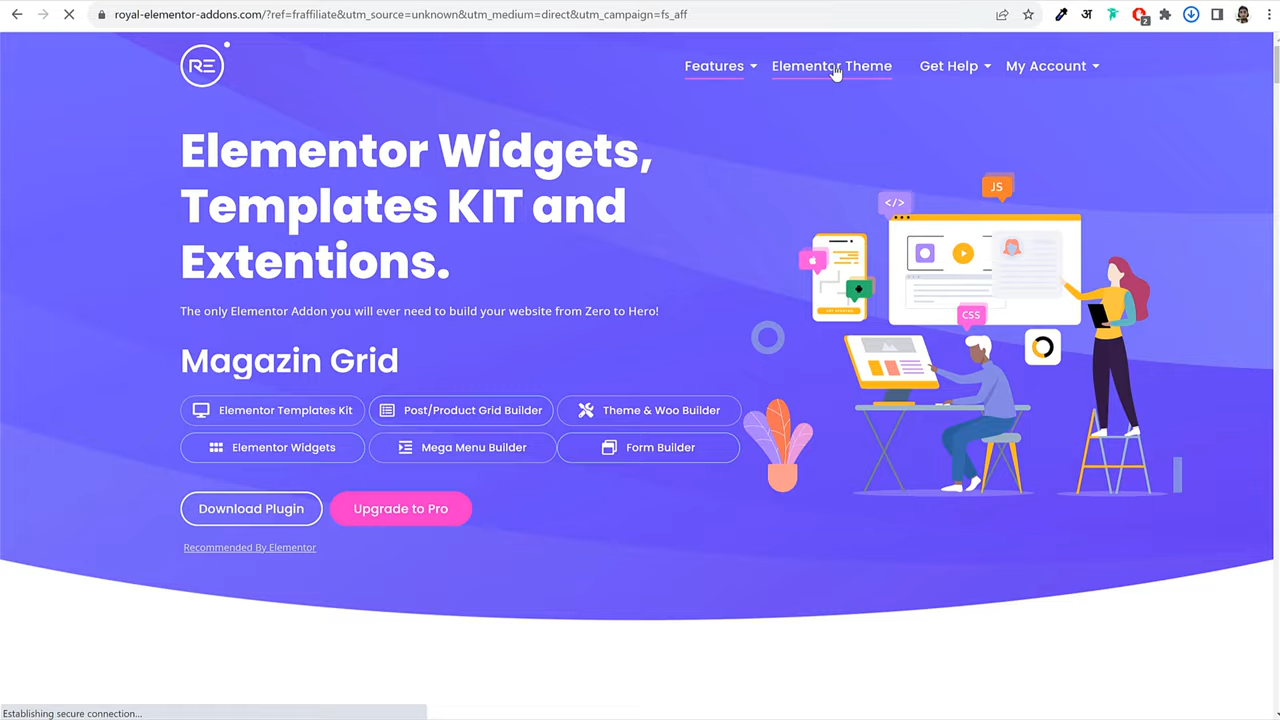 royal-elementor-addons.com/?ref=fraffiliate&utm_source=unknown&utm_medium=direct&utm_campaign=fs_aff
अ
2
RE
Features
Elementor Theme
Get Help
My Account
Elementor Widgets,
Templates KIT and
Extentions.
The only Elementor Addon you will ever need to build your website from Zero to Hero!
Magazin Grid
Elementor Templates Kit
Post/Product Grid Builder
Theme & Woo Builder
Elementor Widgets
Mega Menu Builder
Form Builder
Download Plugin
Upgrade to Pro
Recommended By Elementor
JS
</>
CSS
Establishing secure connection...